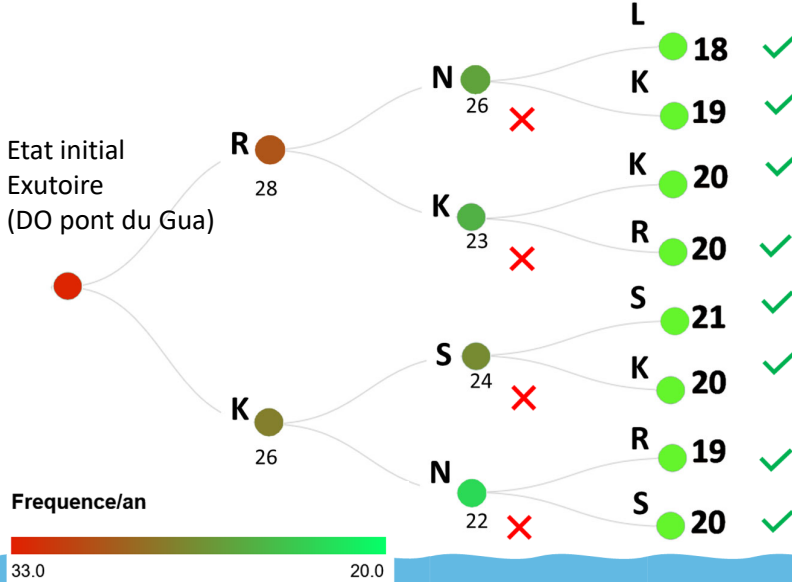 L
18
N
26
K
19
Etat initial
Exutoire
(DO pont du Gua)
R
28
K
20
K
23
R
20
S
21
S
24
K
20
K
26
R
19
N
22
S
20
Frequence/an
33.0 20.0